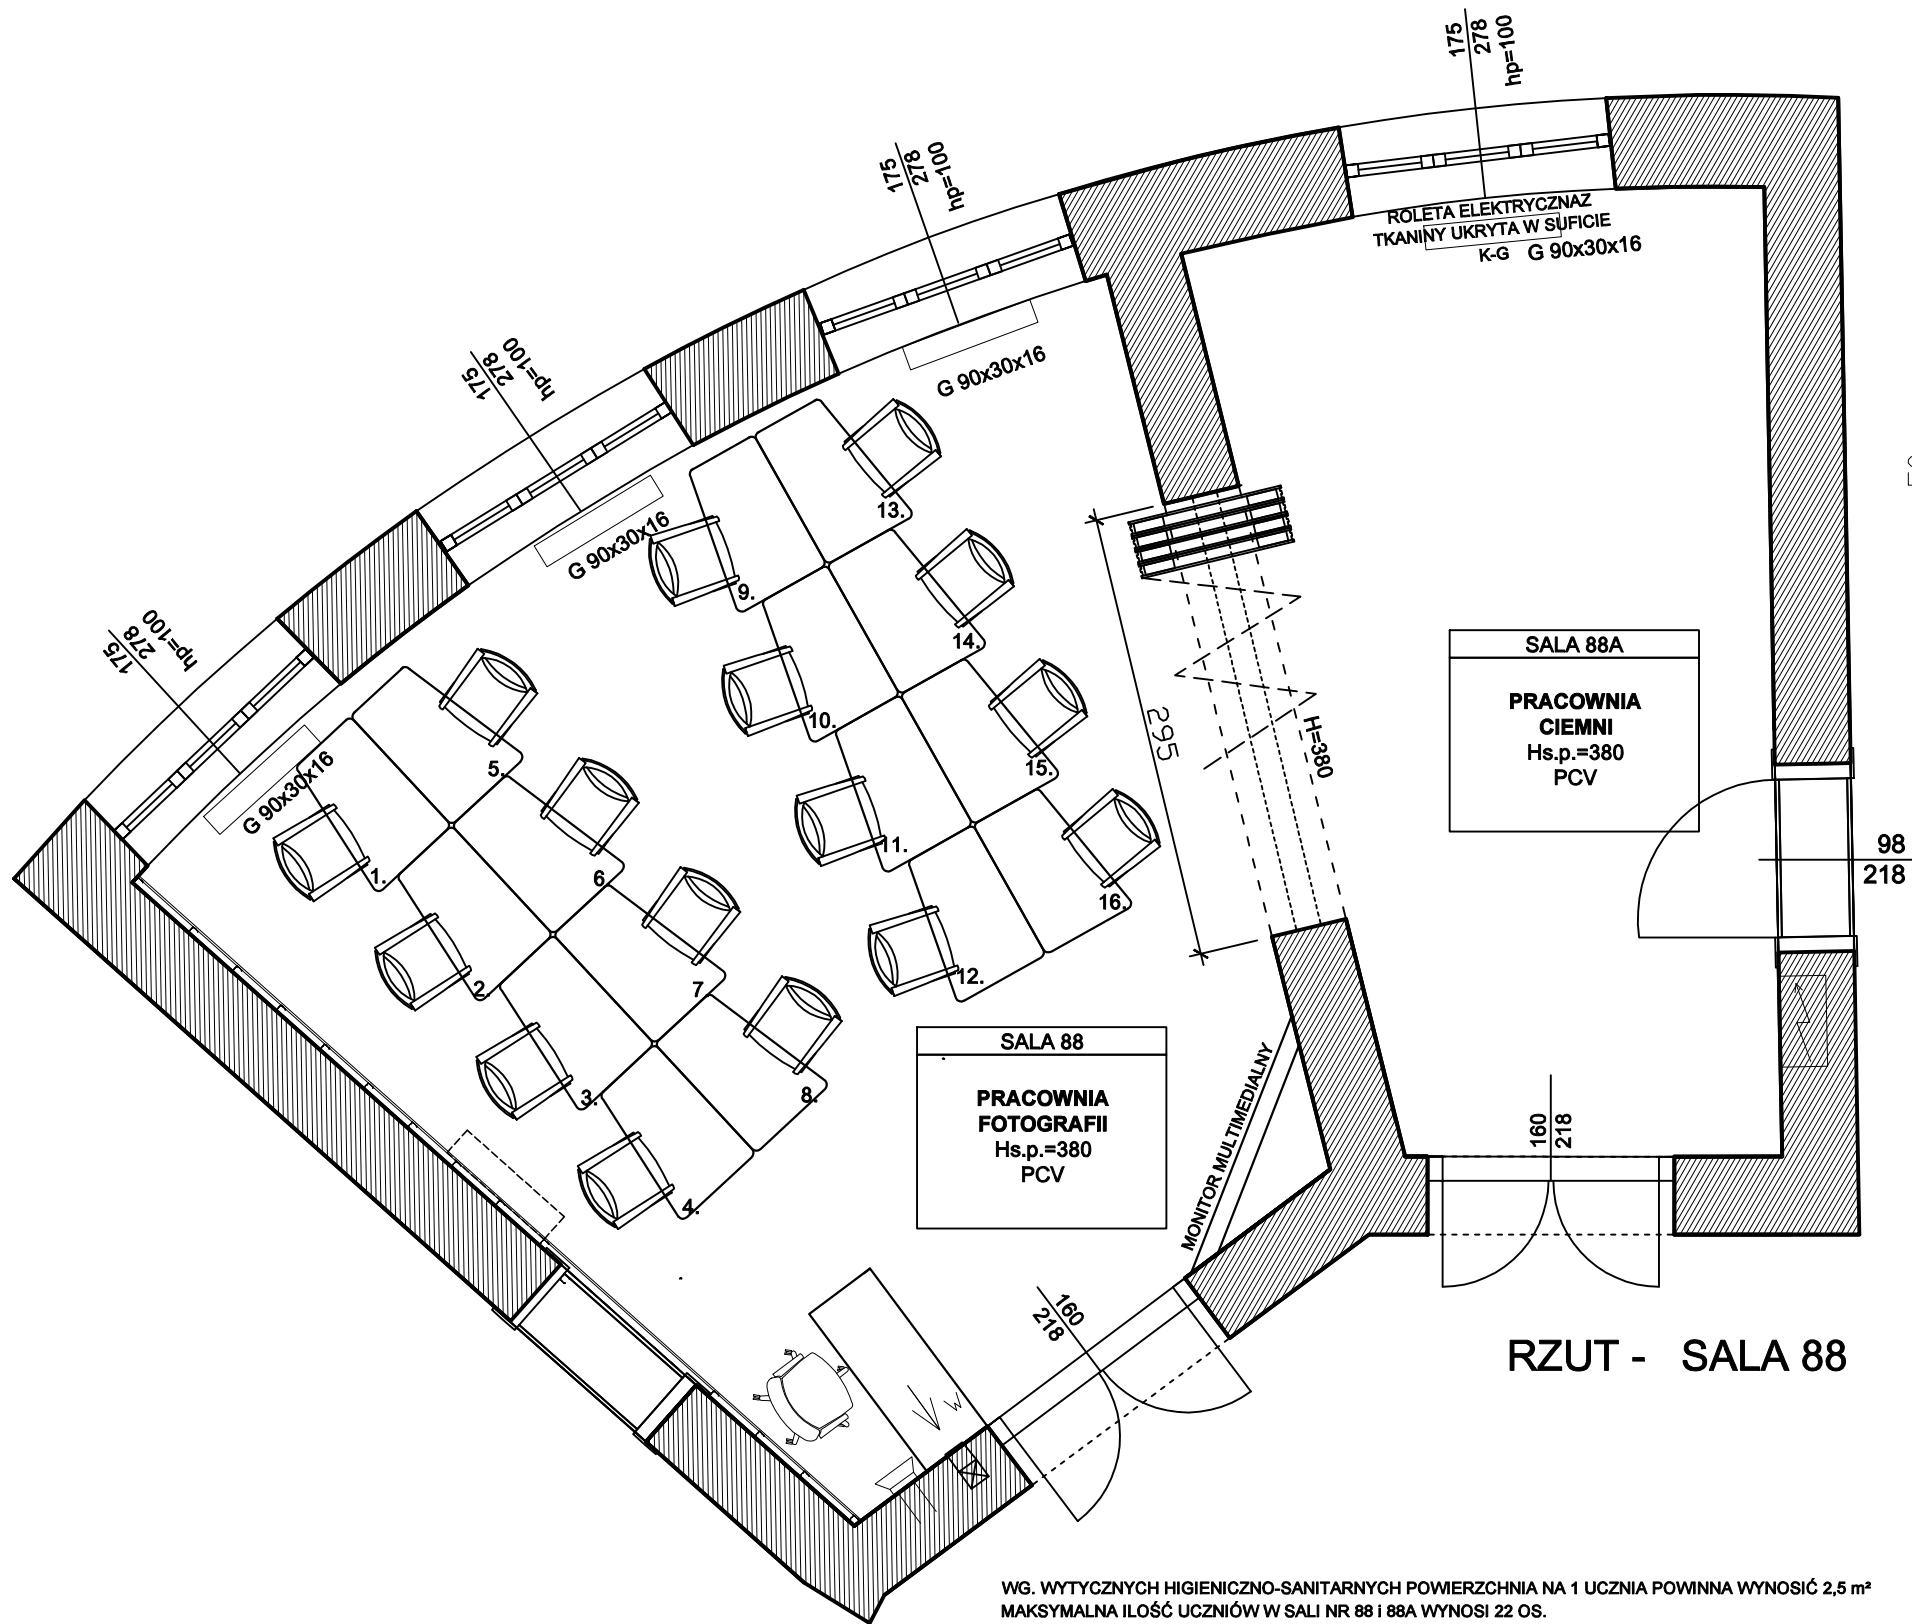 175
278
hp=100
175
278
hp=100
175
278
hp=100
175
278
hp=100
ROLETA ELEKTRYCZNAZ
TKANINY UKRYTA W SUFICIE
K-G G 90x30x16
G 90x30x16
G 90x30x16
G 90x30x16
13.
9.
14.
10.
15.
11.
16.
12.
5.
1.
6.
2.
7.
3.
8.
4.
295
H=380
SALA 88A
PRACOWNIA
CIEMNI
Hs.p.=380
PCV
98
218
SALA 88
PRACOWNIA
FOTOGRAFII
Hs.p.=380
PCV
MONITOR MULTIMEDIALNY
160
218
160
218
W
RZUT - SALA 88
WG. WYTYCZNYCH HIGIENICZNO-SANITARNYCH POWIERZCHNIA NA 1 UCZNIA POWINNA WYNOSIĆ 2,5 m²
MAKSYMALNA ILOŚĆ UCZNIÓW W SALI NR 88 i 88A WYNOSI 22 OS.